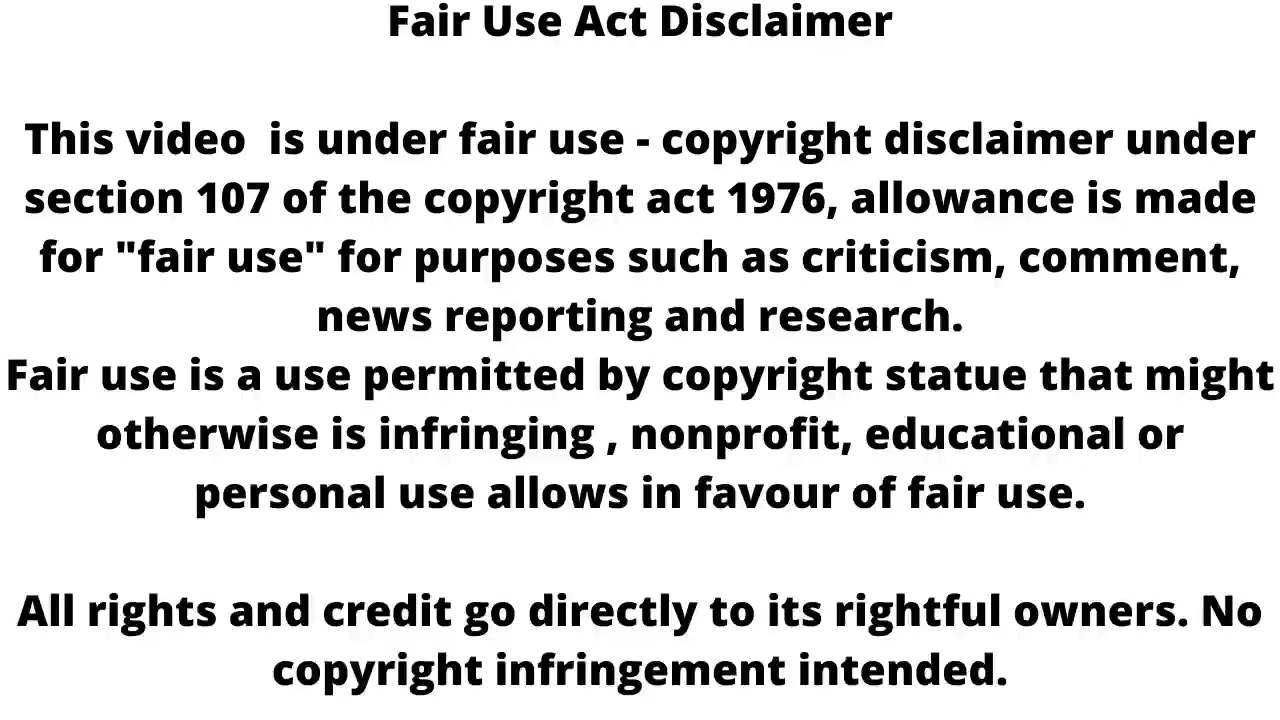 Fair Use Act Disclaimer
This video  is under fair use - copyright disclaimer under
section 107 of the copyright act 1976, allowance is made
for "fair use" for purposes such as criticism, comment,
news reporting and research.
Fair use is a use permitted by copyright statue that might
otherwise is infringing , nonprofit, educational or
personal use allows in favour of fair use.
All rights and credit go directly to its rightful owners. No
copyright infringement intended.